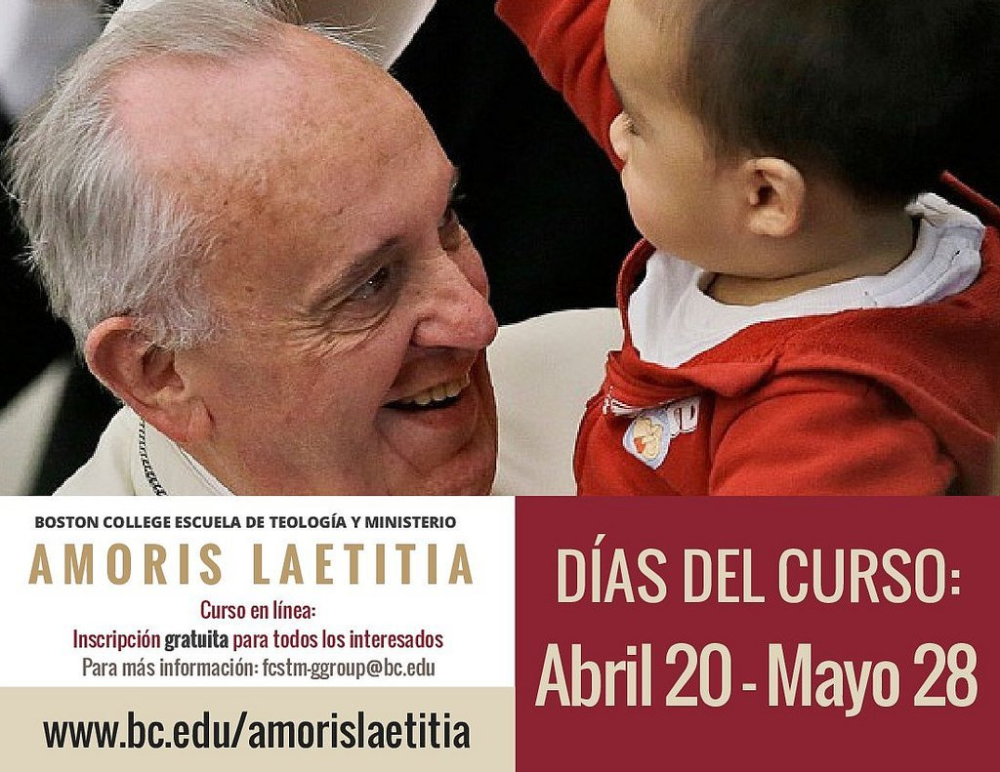 BOSTON COLLEGE ESCUELA DE TEOLOGÍA Y MINISTERIO
AMORIS LAETITIA
Curso en línea:
Inscripción gratuita para todos los interesados
Para más información: fcstm-ggroup@bc.edu
www.bc.edu/amorislaetitia
DÍAS DEL CURSO:
Abril 20 - Mayo 28